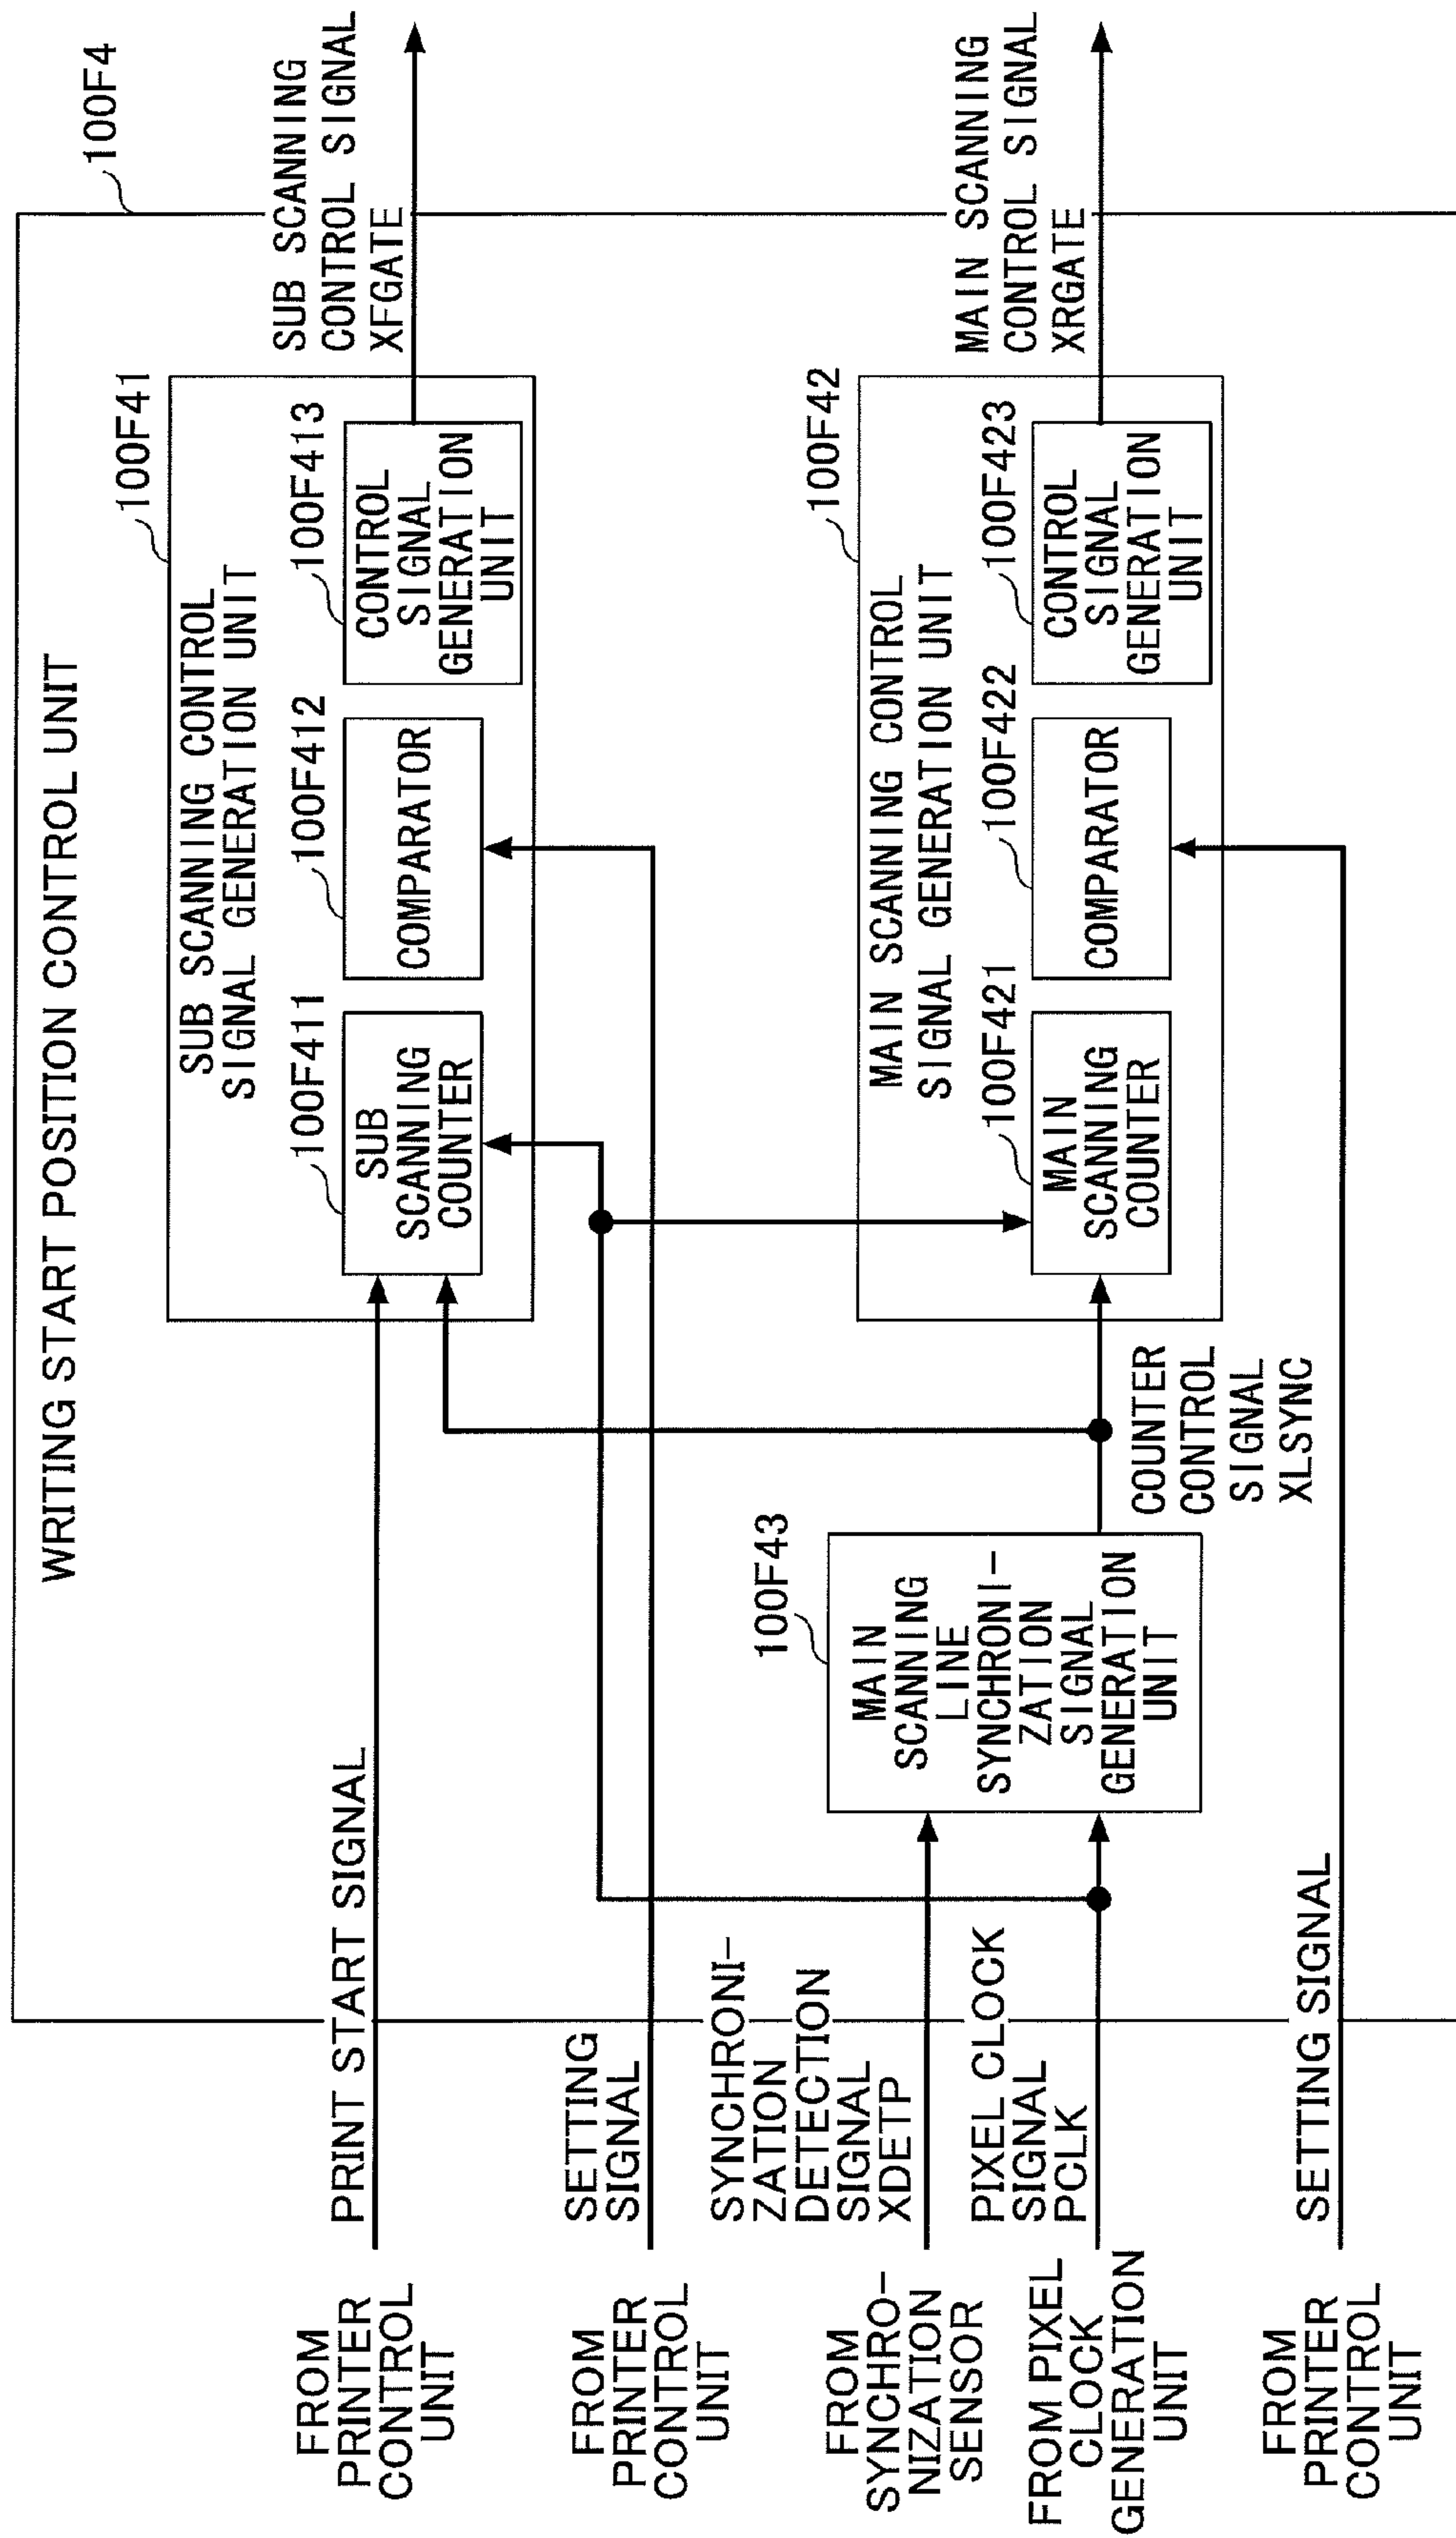 WRITING START POSITION CONTROL UNIT
100F4
100F41
SUB SCANNING CONTROL
SIGNAL GENERATION UNIT
100F411
SUB
SCANNING
COUNTER
100F412
COMPARATOR
100F413
CONTROL
SIGNAL
GENERATION
UNIT
SUB SCANNING
CONTROL SIGNAL
XFGATE
FROM
PRINTER
CONTROL
UNIT
PRINT START SIGNAL
FROM
PRINTER
CONTROL
UNIT
SETTING
SIGNAL
FROM
SYNCHRO-
NIZATION
SENSOR
SYNCHRONI-
ZATION
DETECTION
SIGNAL
XDETP
FROM PIXEL
CLOCK
GENERATION
UNIT
PIXEL CLOCK
SIGNAL
PCLK
100F43
MAIN
SCANNING
LINE
SYNCHRONI-
ZATION
SIGNAL
GENERATION
UNIT
COUNTER
CONTROL
SIGNAL
XLSYNC
100F42
MAIN SCANNING CONTROL
SIGNAL GENERATION UNIT
100F421
MAIN
SCANNING
COUNTER
100F422
COMPARATOR
100F423
CONTROL
SIGNAL
GENERATION
UNIT
MAIN SCANNING
CONTROL SIGNAL
XRGATE
FROM
PRINTER
CONTROL
UNIT
SETTING SIGNAL